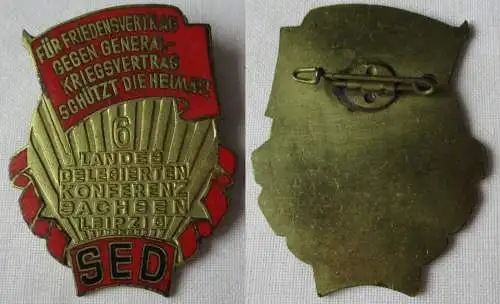 FÜR FRIEDENSVERTRAG
GEGEN GENERAL-
KRIEGSVERTRAG
SCHÜTZT DIE HEIMAT!
6
LANDES
DELEGIERTEN
KONFERENZ
SACHSEN
LEIPZIG
SED